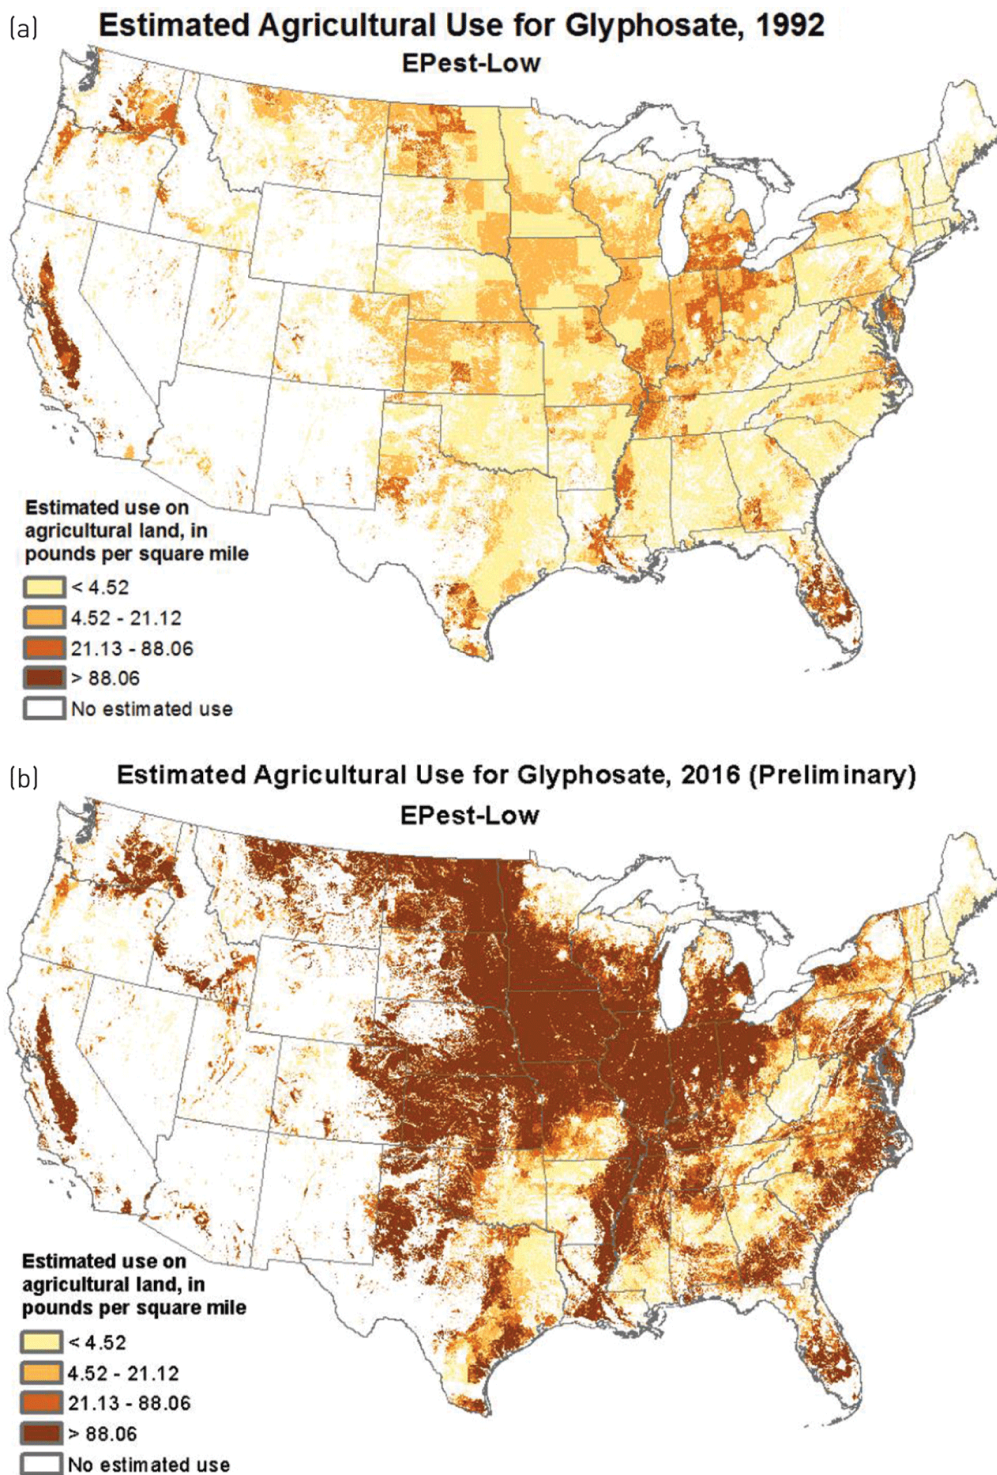 (a)
Estimated Agricultural Use for Glyphosate, 1992
EPest-Low
Estimated use on
agricultural land, in
pounds per square mile
< 4.52
4.52 - 21.12
21.13 - 88.06
> 88.06
No estimated use
(b)
Estimated Agricultural Use for Glyphosate, 2016 (Preliminary)
EPest-Low
Estimated use on
agricultural land, in
pounds per square mile
< 4.52
4.52 - 21.12
21.13 - 88.06
> 88.06
No estimated use